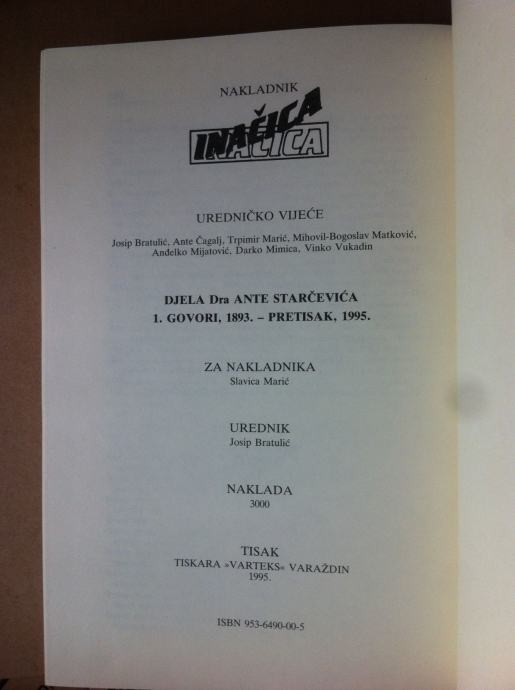 NAKLADNIK
INAČICA
INAČICA
UREDNIČKO VIJEĆE
Josip Bratulić, Ante Čagalj, Trpimir Marić, Mihovil-Bogoslav Matković,
Anđelko Mijatović, Darko Mimica, Vinko Vukadin
DJELA Dra ANTE STARČEVIĆA
1. GOVORI, 1893. – PRETISAK, 1995.
ZA NAKLADNIKA
Slavica Marić
UREDNIK
Josip Bratulić
NAKLADA
3000
TISAK
TISKARA »VARTEKS« VARAŽDIN
1995.
ISBN 953-6490-00-5